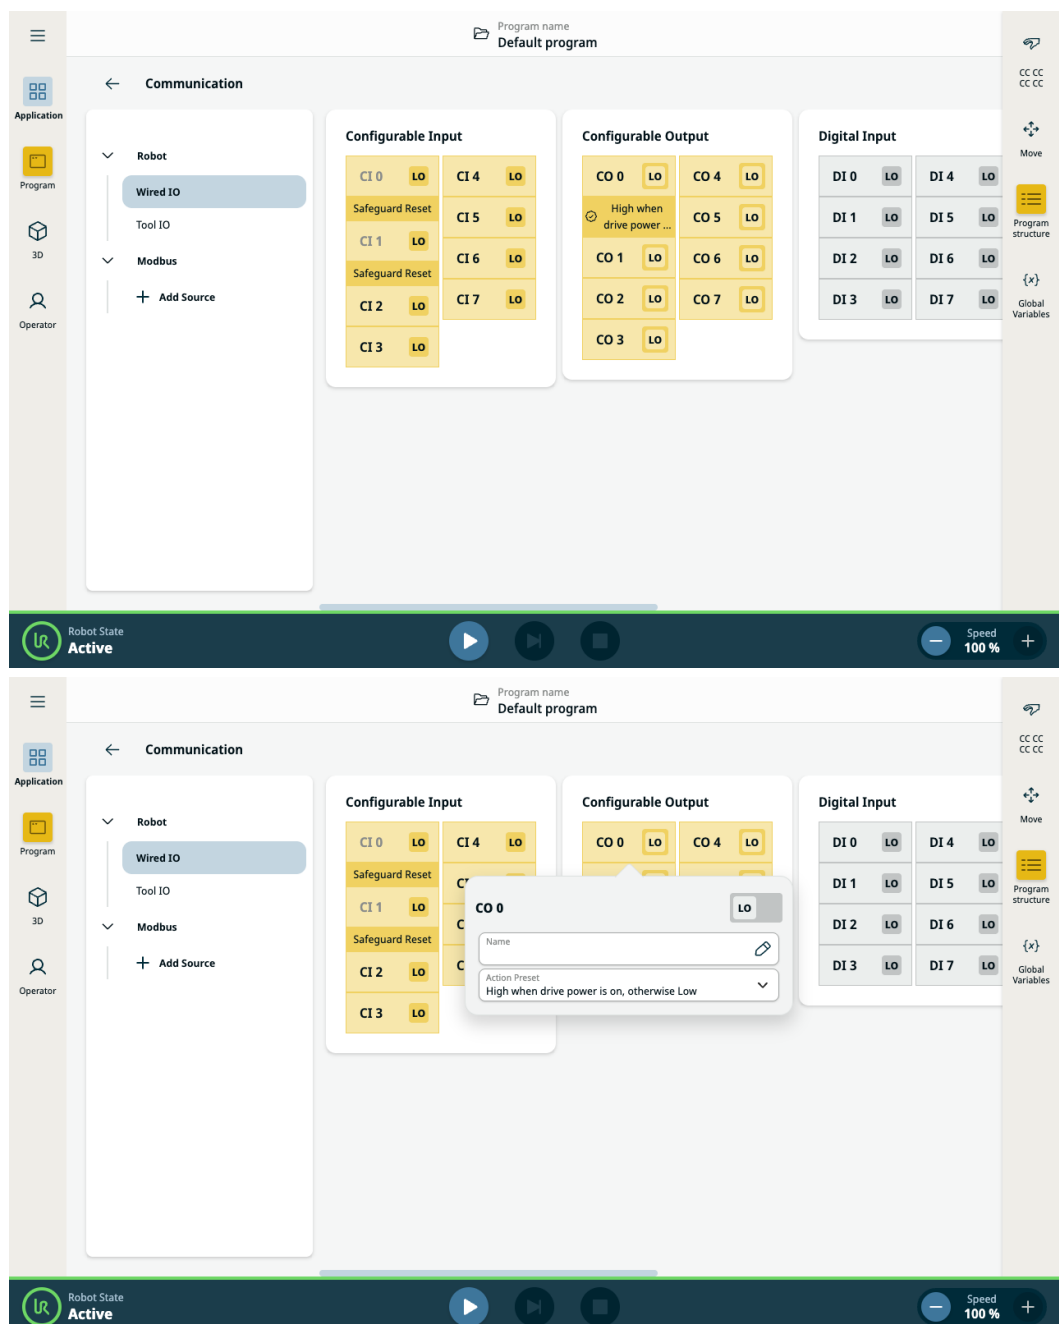 Program name
Default program
Communication
Application
Program
3D
Operator
Robot
Wired IO
Tool IO
Modbus
Add Source
Configurable Input
CI 0 LO CI 4 LO
Safeguard Reset
CI 5 LO
CI 1 LO
CI 6 LO
Safeguard Reset
CI 2 LO CI 7 LO
CI 3 LO
Configurable Output
CO 0 LO CO 4 LO
High when
drive power ...
CO 5 LO
CO 1 LO CO 6 LO
CO 2 LO CO 7 LO
CO 3 LO
Digital Input
DI 0 LO DI 4 LO
DI 1 LO DI 5 LO
DI 2 LO DI 6 LO
DI 3 LO DI 7 LO
CC CC
CC CC
Move
Program
structure
{x}
Global
Variables
UR
Robot State
Active
Speed
100 %
Program name
Default program
Communication
Application
Program
3D
Operator
Robot
Wired IO
Tool IO
Modbus
Add Source
Configurable Input
CI 0 LO CI 4 LO
Safeguard Reset
CI
CI 1 LO
C
Safeguard Reset
CI 2 LO C
CI 3 LO
Configurable Output
CO 0 LO CO 4 LO
CO 0 LO
Name
Action Preset
High when drive power is on, otherwise Low
Digital Input
DI 0 LO DI 4 LO
DI 1 LO DI 5 LO
DI 2 LO DI 6 LO
DI 3 LO DI 7 LO
CC CC
CC CC
Move
Program
structure
{x}
Global
Variables
UR
Robot State
Active
Speed
100 %